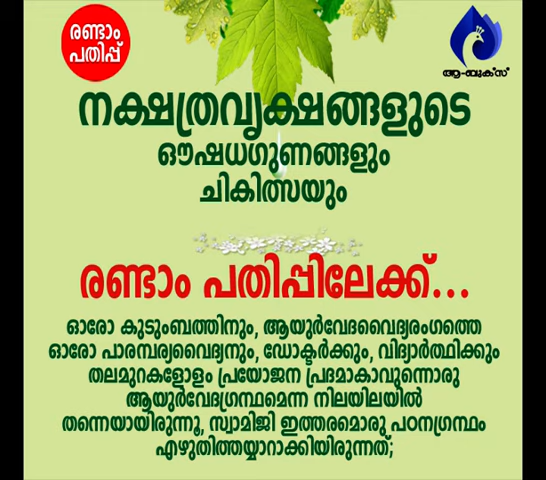 രണ്ടാം
പതിപ്പ്
ആ-ബുക്സ്
നക്ഷത്രവൃക്ഷങ്ങളുടെ
ഔഷധഗുണങ്ങളും
ചികിത്സയും
രണ്ടാം പതിപ്പിലേക്ക്...
ഓരോ കുടുംബത്തിനും, ആയുർവേദവൈദ്യരംഗത്തെ
ഓരോ പാരമ്പര്യവൈദ്യനും, ഡോക്ടർക്കും, വിദ്യാർത്ഥിക്കും
തലമുറകളോളം പ്രയോജന പ്രദമാകാവുന്നൊരു
ആയുർവേദഗ്രന്ഥമെന്ന നിലയിലയിൽ
തന്നെയായിരുന്നൂ, സ്വാമിജി ഇത്തരമൊരു പഠനഗ്രന്ഥം
എഴുതിത്തയ്യാറാക്കിയിരുന്നത്;